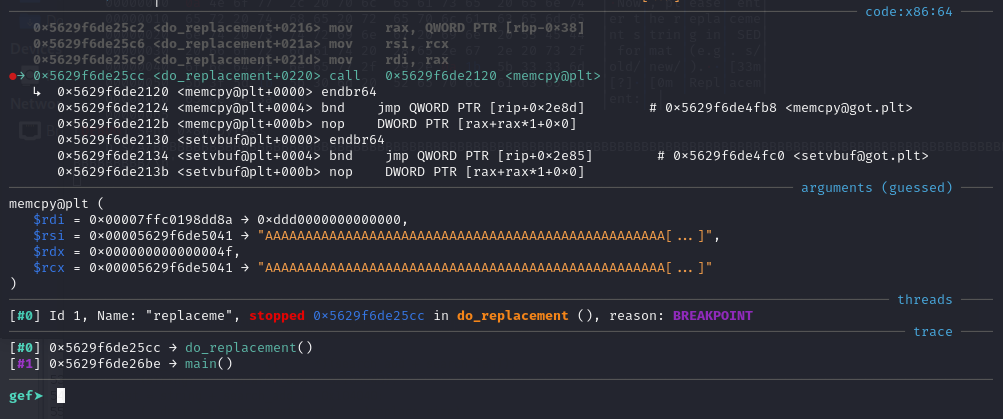 code:x86:64
0×5629f6de25c2 <do_replacement+0216> mov rax, QWORD PTR [rbp-0×38]
0×5629f6de25c6 <do_replacement+021a> mov rsi, rcx
0×5629f6de25c9 <do_replacement+021d> mov rdi, rax
●→ 0×5629f6de25cc <do_replacement+0220> call 0×5629f6de2120 <memcpy@plt>
↳ 0×5629f6de2120 <memcpy@plt+0000> endbr64
0×5629f6de2124 <memcpy@plt+0004> bnd jmp QWORD PTR [rip+0×2e8d] # 0×5629f6de4fb8 <memcpy@got.plt>
0×5629f6de212b <memcpy@plt+000b> nop DWORD PTR [rax+rax*1+0×0]
0×5629f6de2130 <setvbuf@plt+0000> endbr64
0×5629f6de2134 <setvbuf@plt+0004> bnd jmp QWORD PTR [rip+0×2e85] # 0×5629f6de4fc0 <setvbuf@got.plt>
0×5629f6de213b <setvbuf@plt+000b> nop DWORD PTR [rax+rax*1+0×0]
arguments (guessed)
memcpy@plt (
$rdi = 0×00007ffc0198dd8a → 0×ddd0000000000000,
$rsi = 0×00005629f6de5041 → "AAAAAAAAAAAAAAAAAAAAAAAAAAAAAAAAAAAAAAAAAAAAAAAAAA[...]",
$rdx = 0×000000000000004f,
$rcx = 0×00005629f6de5041 → "AAAAAAAAAAAAAAAAAAAAAAAAAAAAAAAAAAAAAAAAAAAAAAAAAA[...]"
)
threads
[#0] Id 1, Name: "replaceme", stopped 0×5629f6de25cc in do_replacement (), reason: BREAKPOINT
trace
[#0] 0×5629f6de25cc → do_replacement()
[#1] 0×5629f6de26be → main()
gef➤